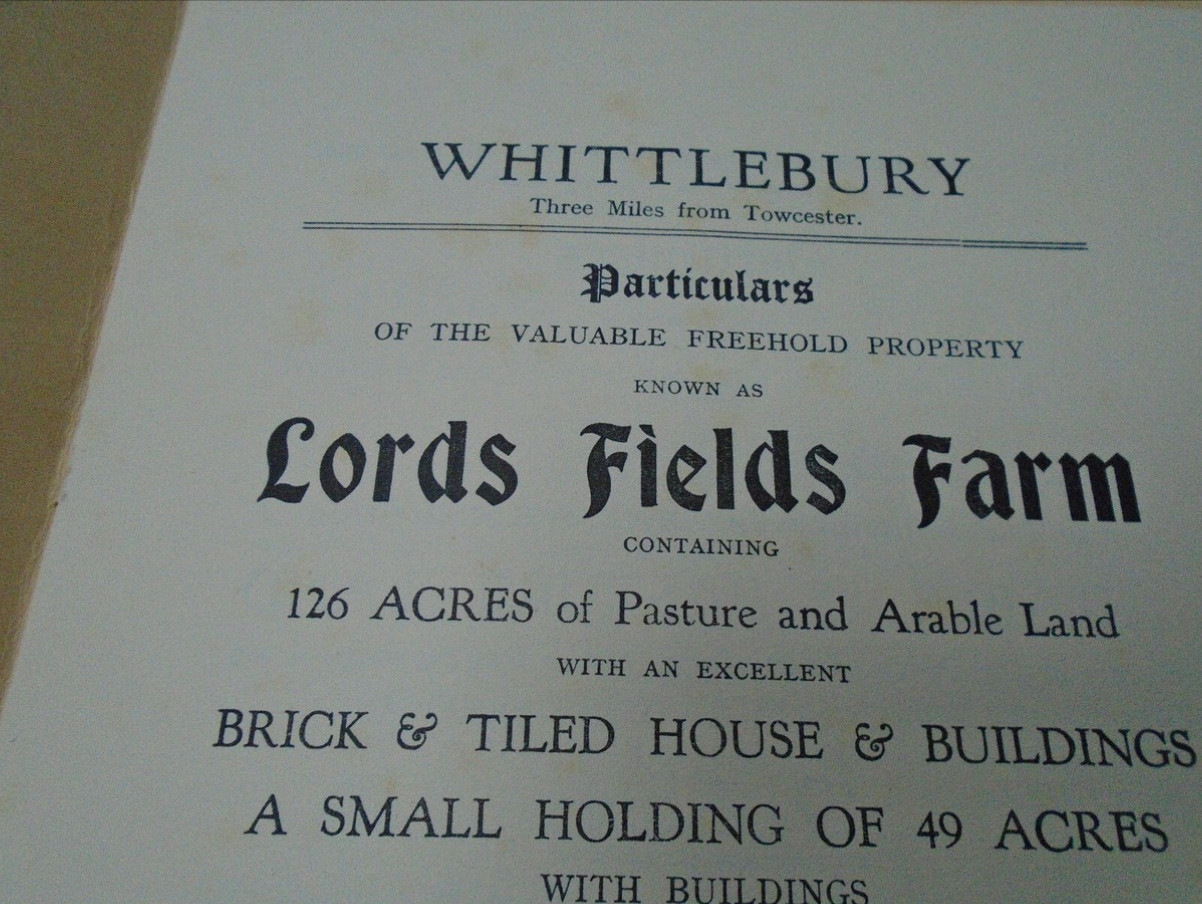 WHITTLEBURY
Three Miles from Towcester.
Particulars
OF THE VALUABLE FREEHOLD PROPERTY
KNOWN AS
Lords Fields Farm
CONTAINING
126 ACRES of Pasture and Arable Land
WITH AN EXCELLENT
BRICK & TILED HOUSE & BUILDINGS
A SMALL HOLDING OF 49 ACRES
WITH BUILDINGS